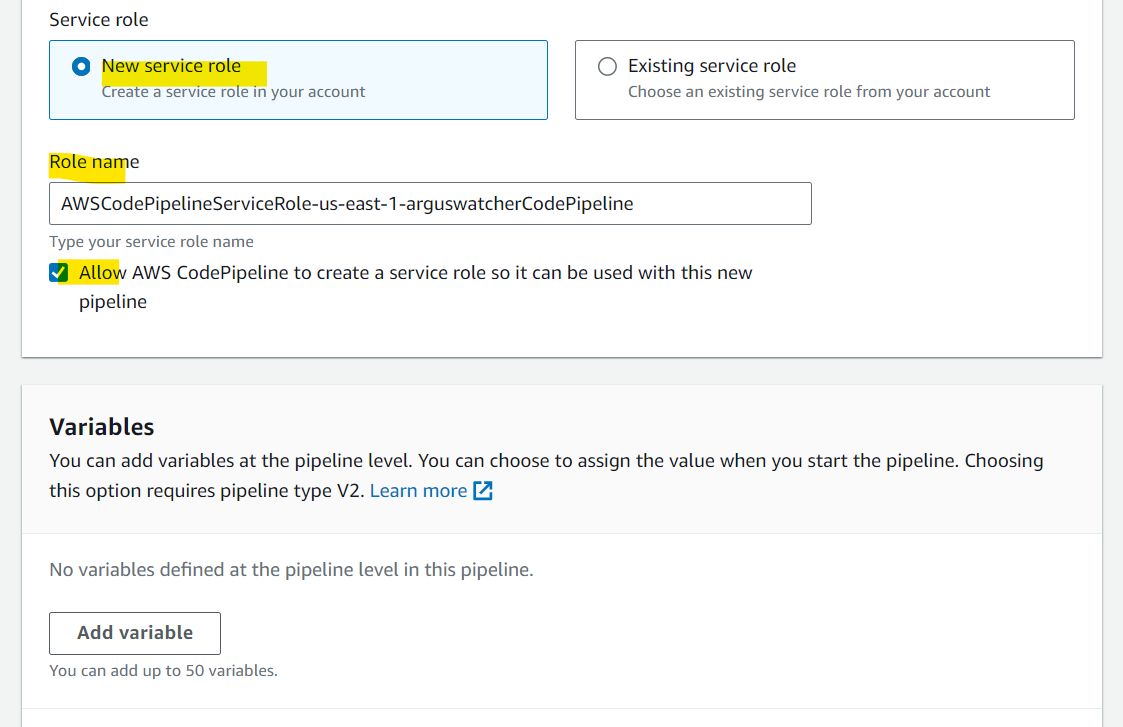 Service role
New service role
Create a service role in your account
Existing service role
Choose an existing service role from your account
Role name
AWSCodePipelineServiceRole-us-east-1-arguswatcherCodePipeline
Type your service role name
Allow AWS CodePipeline to create a service role so it can be used with this new
pipeline
Variables
You can add variables at the pipeline level. You can choose to assign the value when you start the pipeline. Choosing
this option requires pipeline type V2. Learn more
No variables defined at the pipeline level in this pipeline.
Add variable
You can add up to 50 variables.